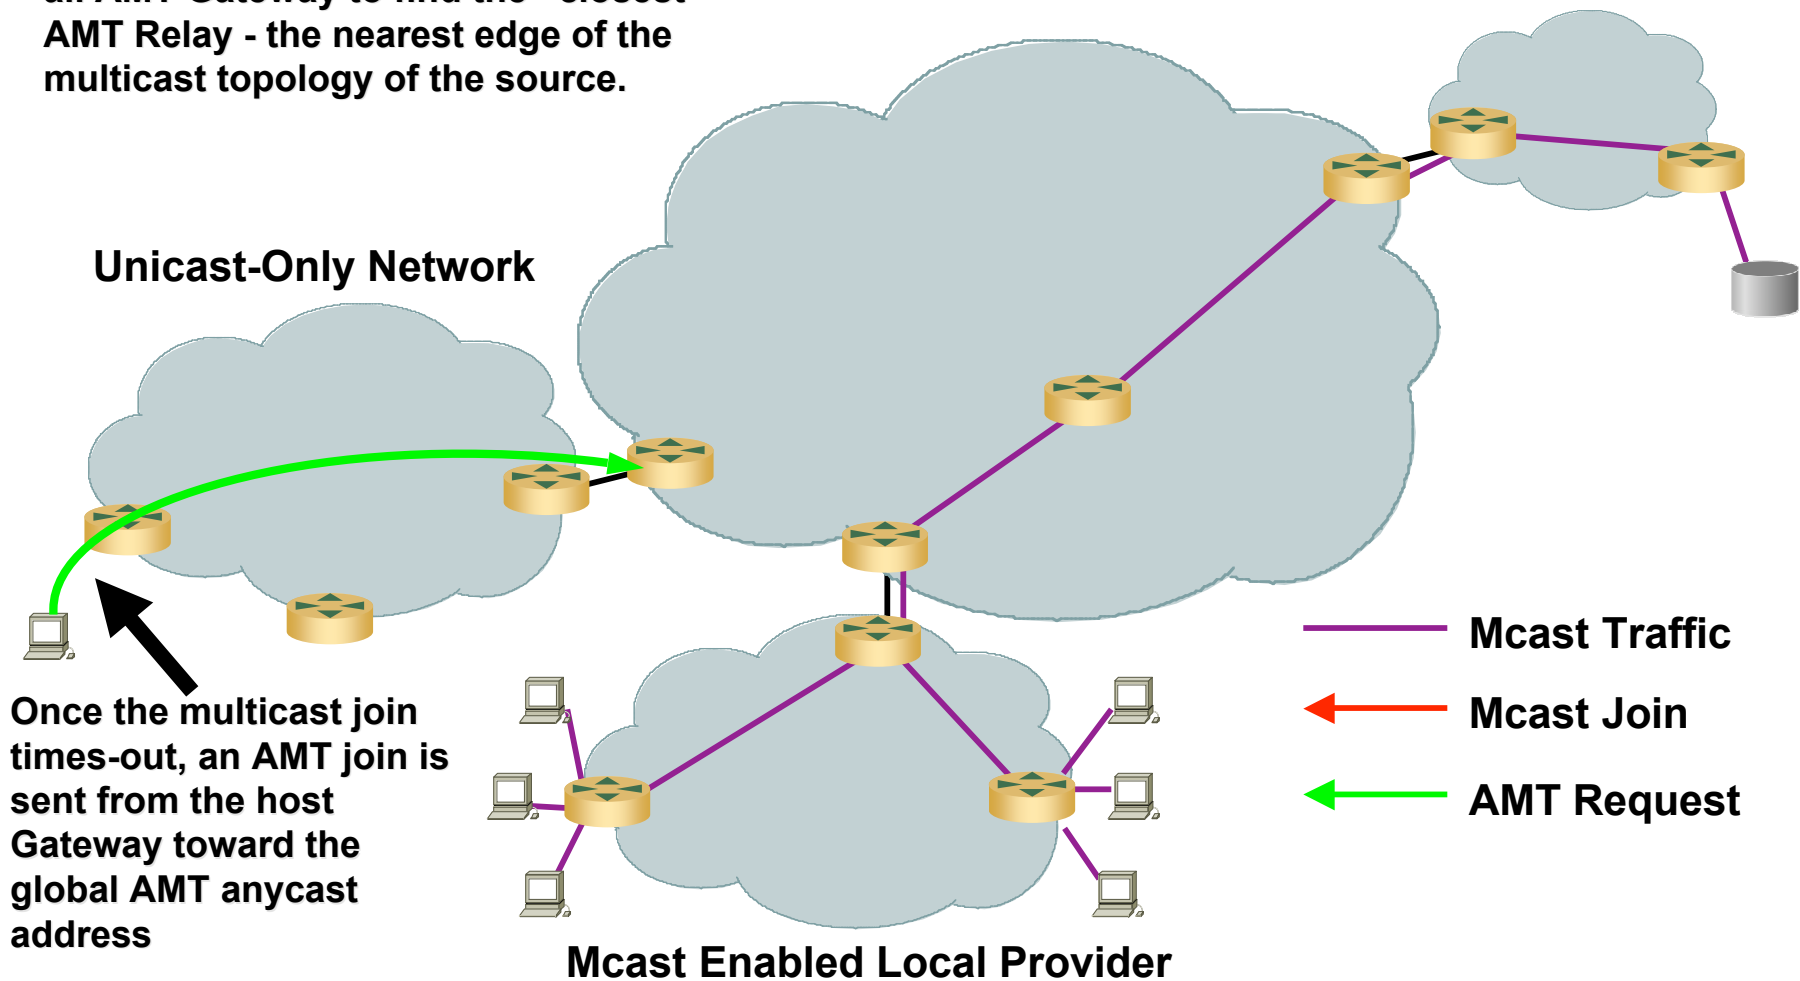 AMT Relay - the nearest edge of the
multicast topology of the source.
Unicast-Only Network
Once the multicast join
times-out, an AMT join is
sent from the host
Gateway toward the
global AMT anycast
address
Mcast Traffic
Mcast Join
AMT Request
Mcast Enabled Local Provider